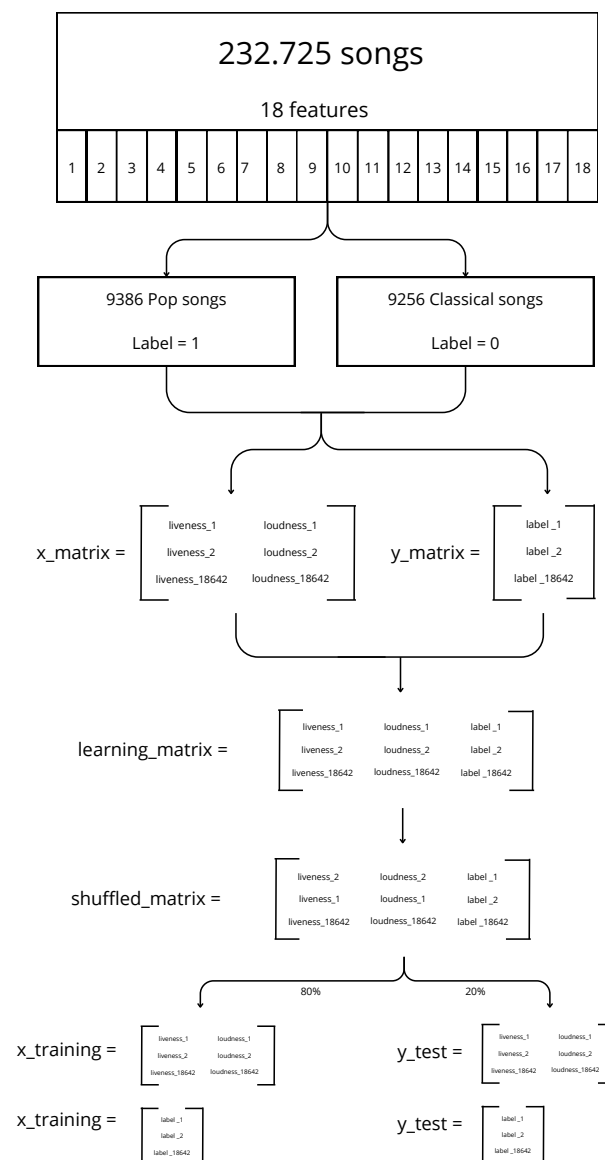 232.725 songs
18 features
1 2 3 4 5 6 7 8 9 10 11 12 13 14 15 16 17 18
9386 Pop songs
Label = 1
9256 Classical songs
Label = 0
x_matrix =
liveness_1 loudness_1
liveness_2 loudness_2
liveness_18642 loudness_18642
y_matrix =
label _1
label _2
label _18642
learning_matrix =
liveness_1 loudness_1 label _1
liveness_2 loudness_2 label _2
liveness_18642 loudness_18642 label _18642
shuffled_matrix =
liveness_2 loudness_2 label _1
liveness_1 loudness_1 label _2
liveness_18642 loudness_18642 label _18642
80% 20%
x_training =
liveness_1 loudness_1
liveness_2 loudness_2
liveness_18642 loudness_18642
y_test =
liveness_1 loudness_1
liveness_2 loudness_2
liveness_18642 loudness_18642
x_training =
label _1
label _2
label _18642
y_test =
label _1
label _2
label _18642